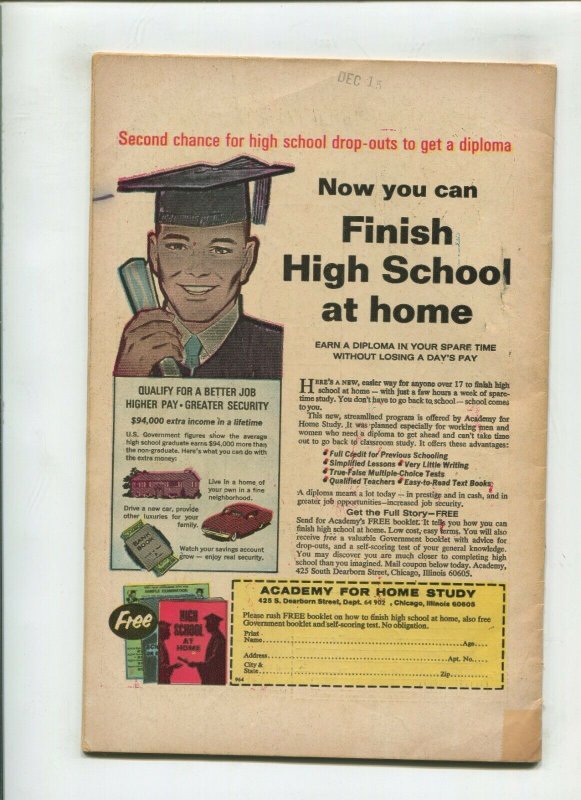 DEC 15
Second chance for high school drop-outs to get a diploma
Now you can
Finish
High School
at home
EARN A DIPLOMA IN YOUR SPARE TIME
WITHOUT LOSING A DAY'S PAY
QUALIFY FOR A BETTER JOB
HIGHER PAY • GREATER SECURITY
$94,000 extra income in a lifetime
U.S. Government figures show the average
high school graduate earns $94,000 more than
the non-graduate. Here's what you can do with
the extra money:
Live in a home of
your own in a fine
neighborhood.
Drive a new car, provide
other luxuries for your
family.
BANK
BOOK
Watch your savings account
grow — enjoy real security.
HERE'S A NEW, easier way for anyone over 17 to finish high
school at home — with just a few hours a week of spare-
time study. You don't have to go back to school — school comes
to you.
This new, streamlined program is offered by Academy for
Home Study. It was planned especially for working men and
women who need a diploma to get ahead and can't take time
out to go back to classroom study. It offers these advantages:
• Full Credit for Previous Schooling
• Simplified Lessons • Very Little Writing
• True-False Multiple-Choice Tests
• Qualified Teachers • Easy-to-Read Text Books
A diploma means a lot today — in prestige and in cash, and in
greater job opportunities—increased job security.
Get the Full Story—FREE
Send for Academy's FREE booklet. It tells you how you can
finish high school at home. Low cost, easy terms. You will also
receive free a valuable Government booklet with advice for
drop-outs, and a self-scoring test of your general knowledge.
You may discover you are much closer to completing high
school than you imagined. Mail coupon below today. Academy,
425 South Dearborn Street, Chicago, Illinois 60605.
SAMPLE EXAMINATION
Free
HIGH
SCHOOL
AT
HOME
ACADEMY FOR HOME STUDY
425 S. Dearborn Street, Dept. 64 902 , Chicago, Illinois 60605
Please rush FREE booklet on how to finish high school at home, also free
Government booklet and self-scoring test. No obligation.
Print
Name Age
Address Apt. No.
City &
State Zip
964